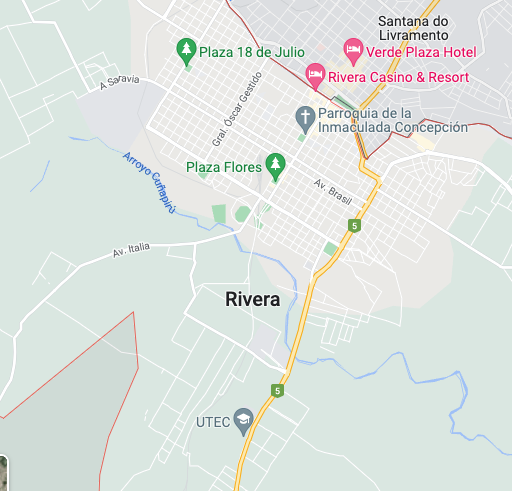 Santana do
Livramento
Plaza 18 de Julio
Verde Plaza Hotel
A Saravia
Rivera Casino & Resort
Gral. Óscar Gestido
Parroquia de la
Inmaculada Concepción
Arroyo Cuñapirú
Plaza Flores
Av. Brasil
5
Av. Italia
Rivera
5
UTEC